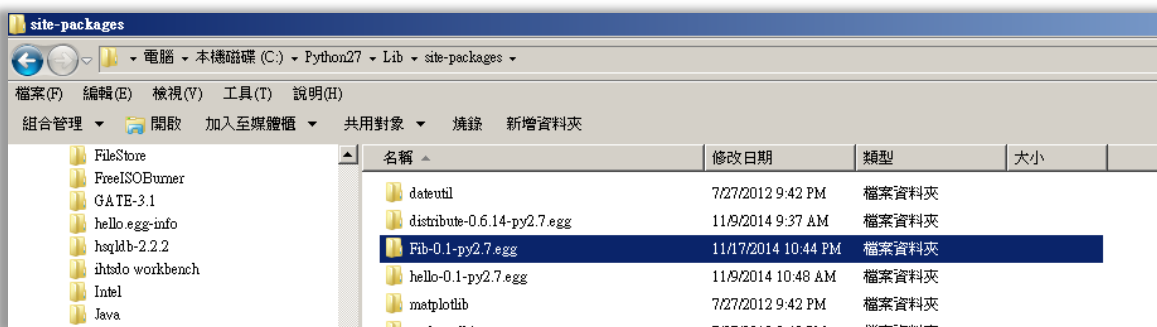 site-packages
電腦 本機磁碟 (C:) Python27 Lib site-packages
檔案(F) 編輯(E) 檢視(V) 工具(T) 說明(H)
組合管理 開啟 加入至媒體櫃 共用對象 燒錄 新增資料夾
FileStore
FreeISOBurner
GATE-3.1
hello.egg-info
hsqldb-2.2.2
ihtsdo workbench
Intel
Java
名稱 修改日期 類型 大小
dateutil 7/27/2012 9:42 PM 檔案資料夾
distribute-0.6.14-py2.7.egg 11/9/2014 9:37 AM 檔案資料夾
Fib-0.1-py2.7.egg 11/17/2014 10:44 PM 檔案資料夾
hello-0.1-py2.7.egg 11/9/2014 10:48 AM 檔案資料夾
matplotlib 7/27/2012 9:42 PM 檔案資料夾